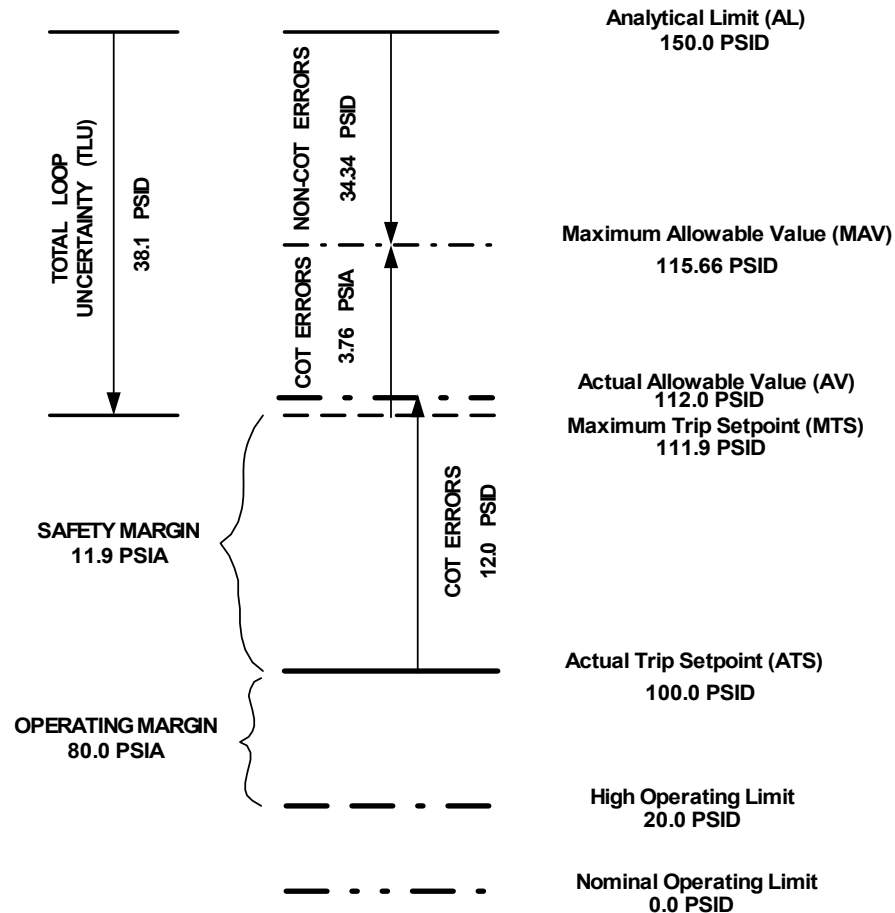 Analytical Limit (AL)
150.0 PSID
TOTAL LOOP
UNCERTAINTY (TLU)
38.1 PSID
NON-COT ERRORS
34.34 PSID
Maximum Allowable Value (MAV)
115.66 PSID
COT ERRORS
3.76 PSIA
Actual Allowable Value (AV)
112.0 PSID
Maximum Trip Setpoint (MTS)
111.9 PSID
SAFETY MARGIN
11.9 PSIA
COT ERRORS
12.0 PSID
Actual Trip Setpoint (ATS)
100.0 PSID
OPERATING MARGIN
80.0 PSIA
High Operating Limit
20.0 PSID
Nominal Operating Limit
0.0 PSID